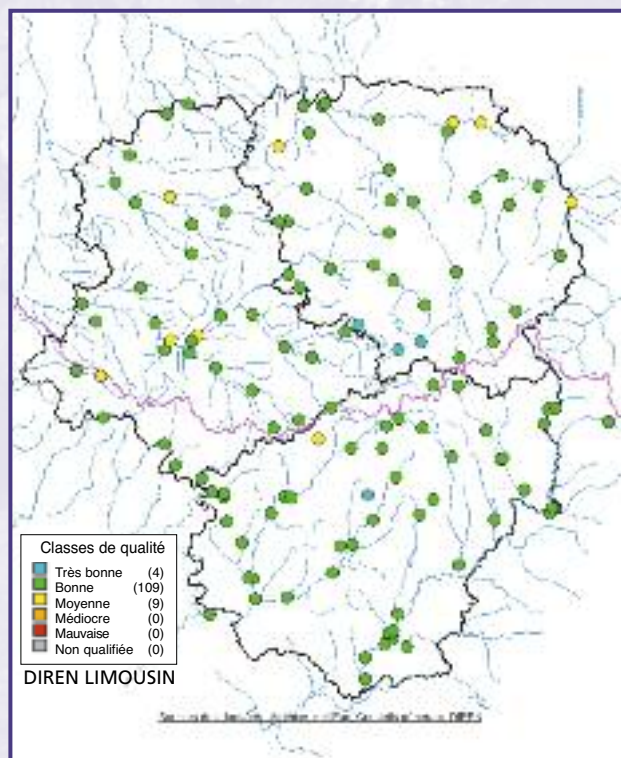 Classes de qualité
Très bonne (4)
Bonne (109)
Moyenne (9)
Médiocre (0)
Mauvaise (0)
Non qualifiée (0)
DIREN LIMOUSIN